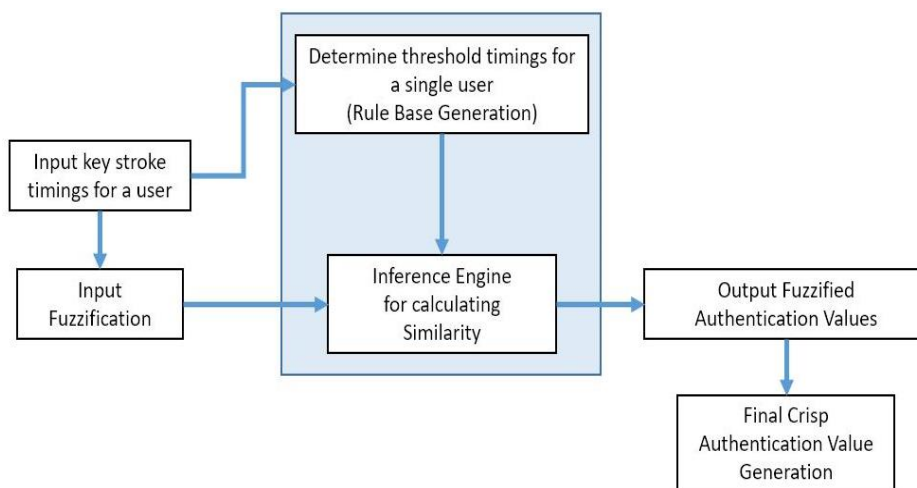 Determine threshold timings for
a single user
(Rule Base Generation)
Input key stroke
timings for a user
Input
Fuzzification
Inference Engine
for calculating
Similarity
Output Fuzzified
Authentication Values
Final Crisp
Authentication Value
Generation